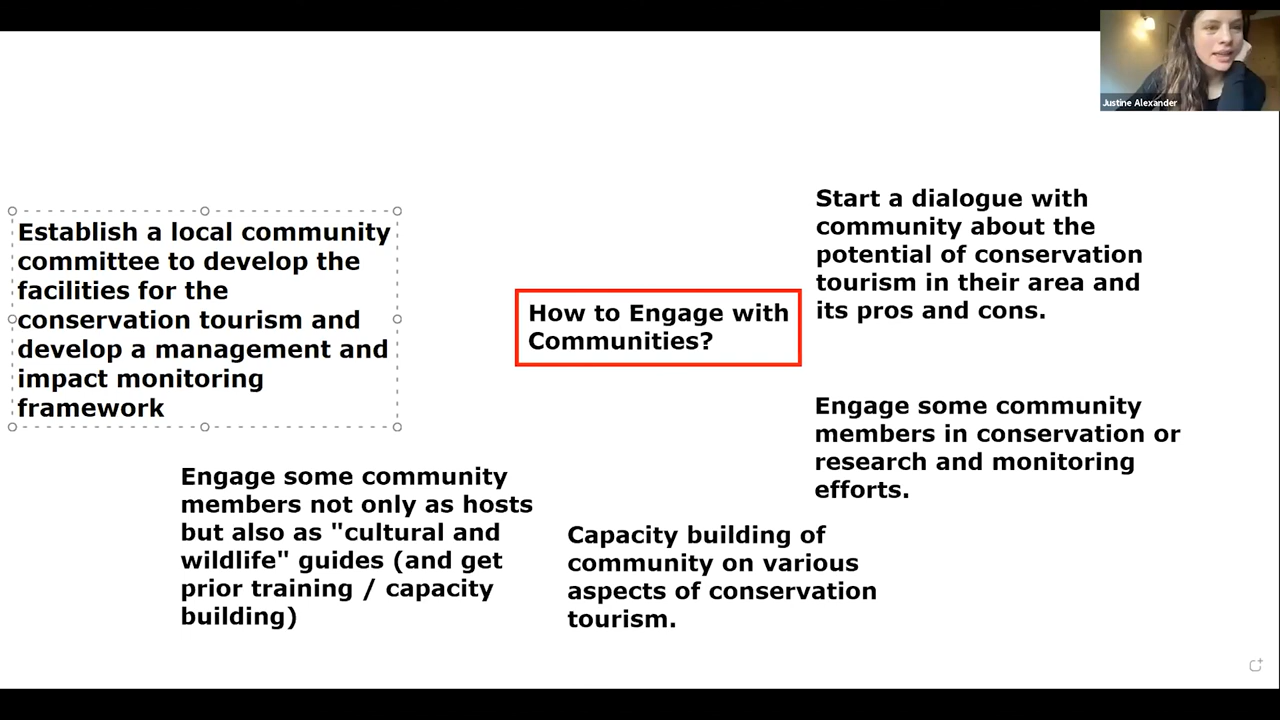 Justine Alexander
Start a dialogue with
community about the
potential of conservation
tourism in their area and
its pros and cons.
Establish a local community
committee to develop the
facilities for the
conservation tourism and
develop a management and
impact monitoring
framework
How to Engage with
Communities?
Engage some community
members in conservation or
research and monitoring
efforts.
Engage some community
members not only as hosts
but also as "cultural and
wildlife" guides (and get
prior training / capacity
building)
Capacity building of
community on various
aspects of conservation
tourism.